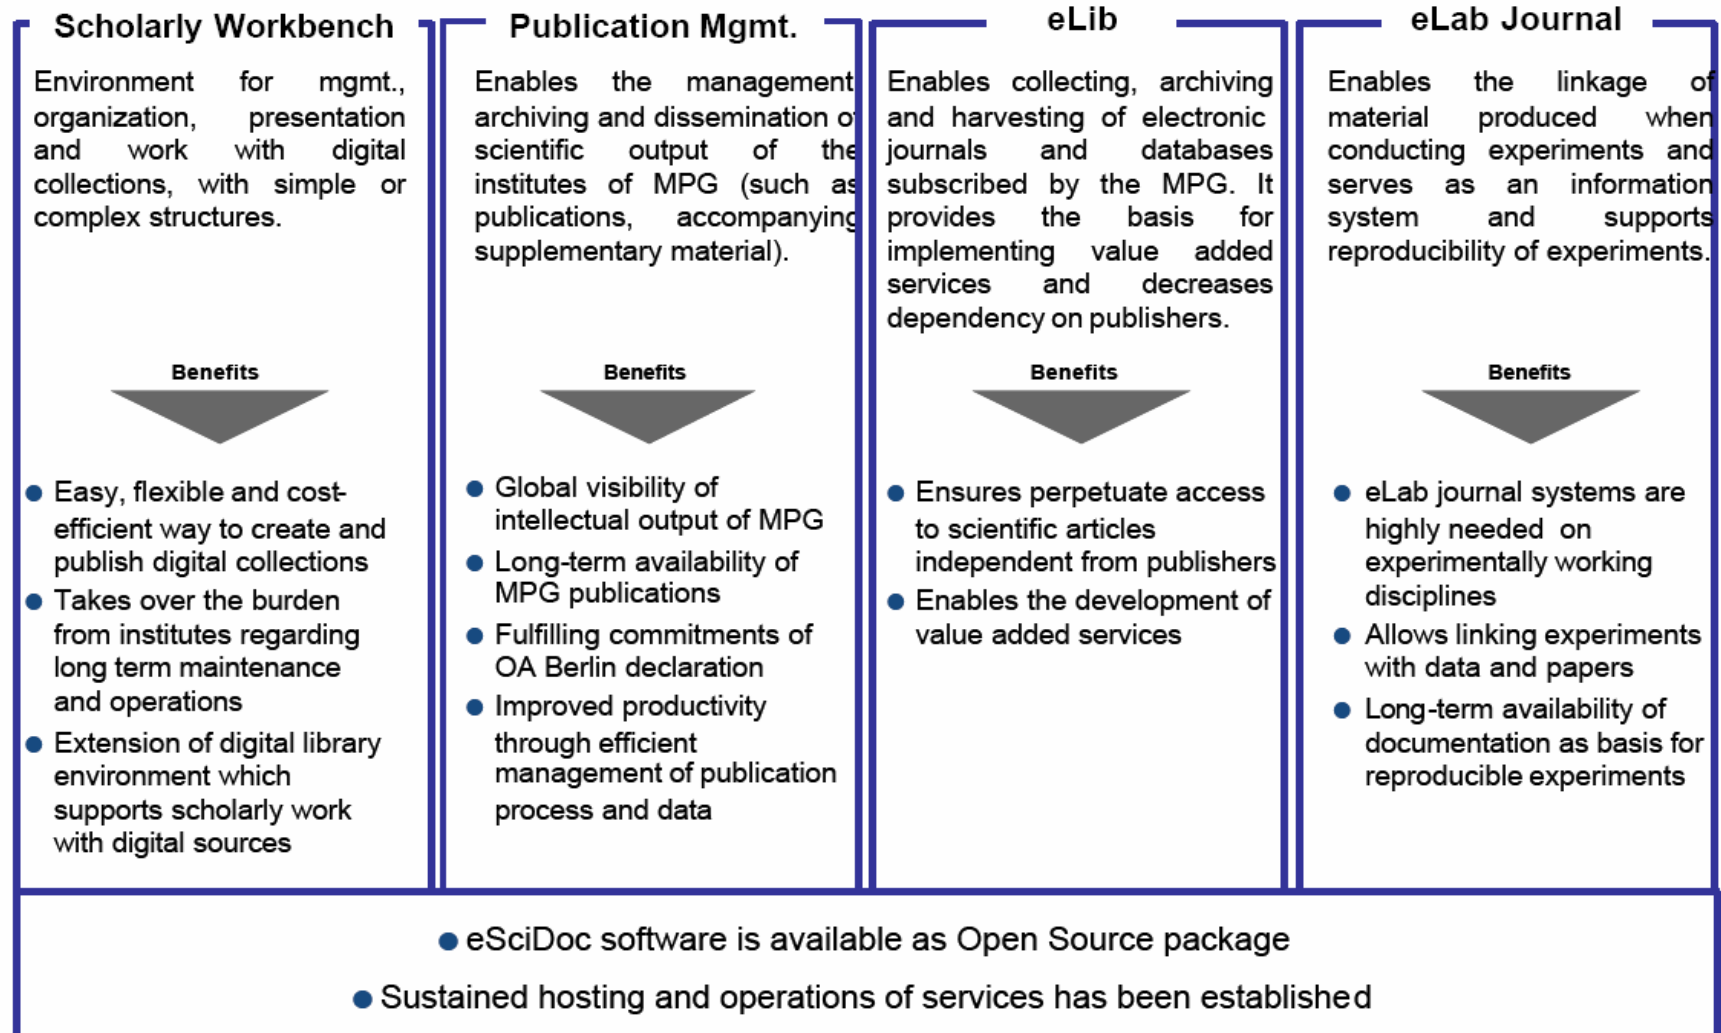 Scholarly Workbench
Environment for mgmt.,
organization, presentation
and work with digital
collections, with simple or
complex structures.
Benefits
Easy, flexible and cost-
efficient way to create and
publish digital collections
Takes over the burden
from institutes regarding
long term maintenance
and operations
Extension of digital library
environment which
supports scholarly work
with digital sources
Publication Mgmt.
Enables the management,
archiving and dissemination of
scientific output of the
institutes of MPG (such as
publications, accompanying
supplementary material).
Benefits
Global visibility of
intellectual output of MPG
Long-term availability of
MPG publications
Fulfilling commitments of
OA Berlin declaration
Improved productivity
through efficient
management of publication
process and data
eLib
Enables collecting, archiving
and harvesting of electronic
journals and databases
subscribed by the MPG. It
provides the basis for
implementing value added
services and decreases
dependency on publishers.
Benefits
Ensures perpetuate access
to scientific articles
independent from publishers
Enables the development of
value added services
eLab Journal
Enables the linkage of
material produced when
conducting experiments and
serves as an information
system and supports
reproducibility of experiments.
Benefits
eLab journal systems are
highly needed on
experimentally working
disciplines
Allows linking experiments
with data and papers
Long-term availability of
documentation as basis for
reproducible experiments
eSciDoc software is available as Open Source package
Sustained hosting and operations of services has been established